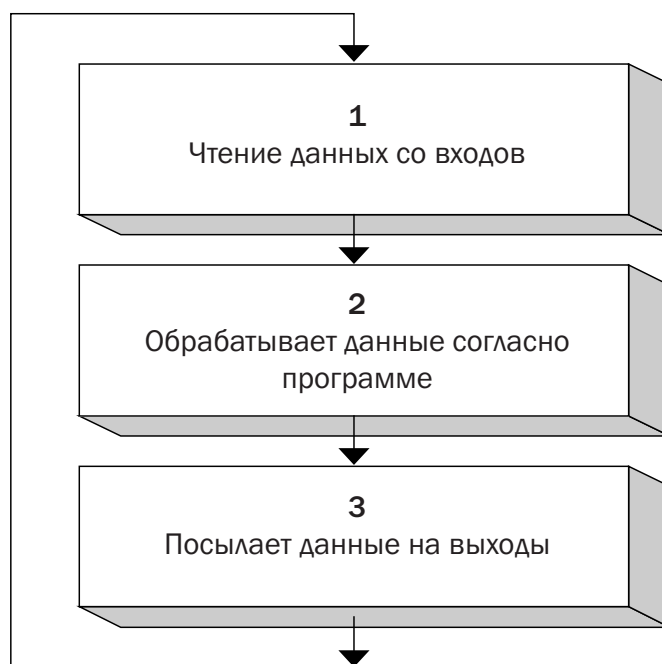 1
Чтение данных со входов
2
Обрабатывает данные согласно
программе
3
Посылает данные на выходы